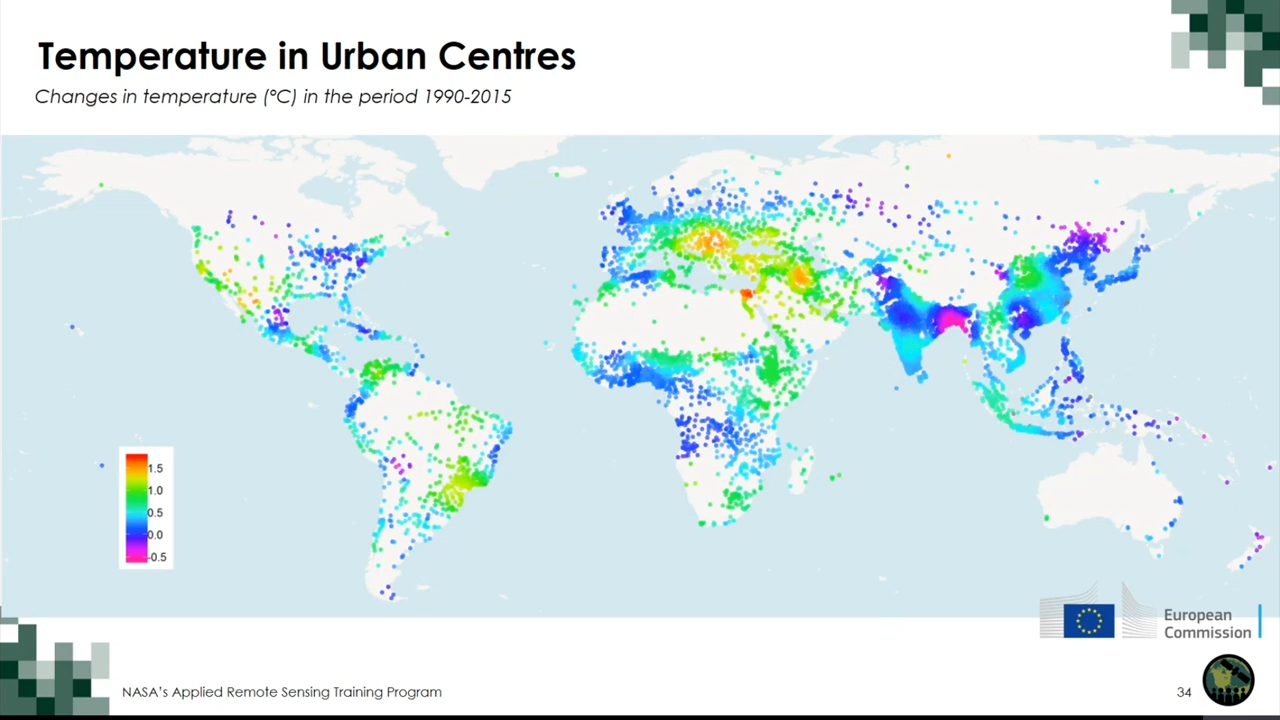 Temperature in Urban Centres
Changes in temperature (°C) in the period 1990-2015
1.5
1.0
0.5
0.0
-0.5
European
Commission
NASA's Applied Remote Sensing Training Program
34